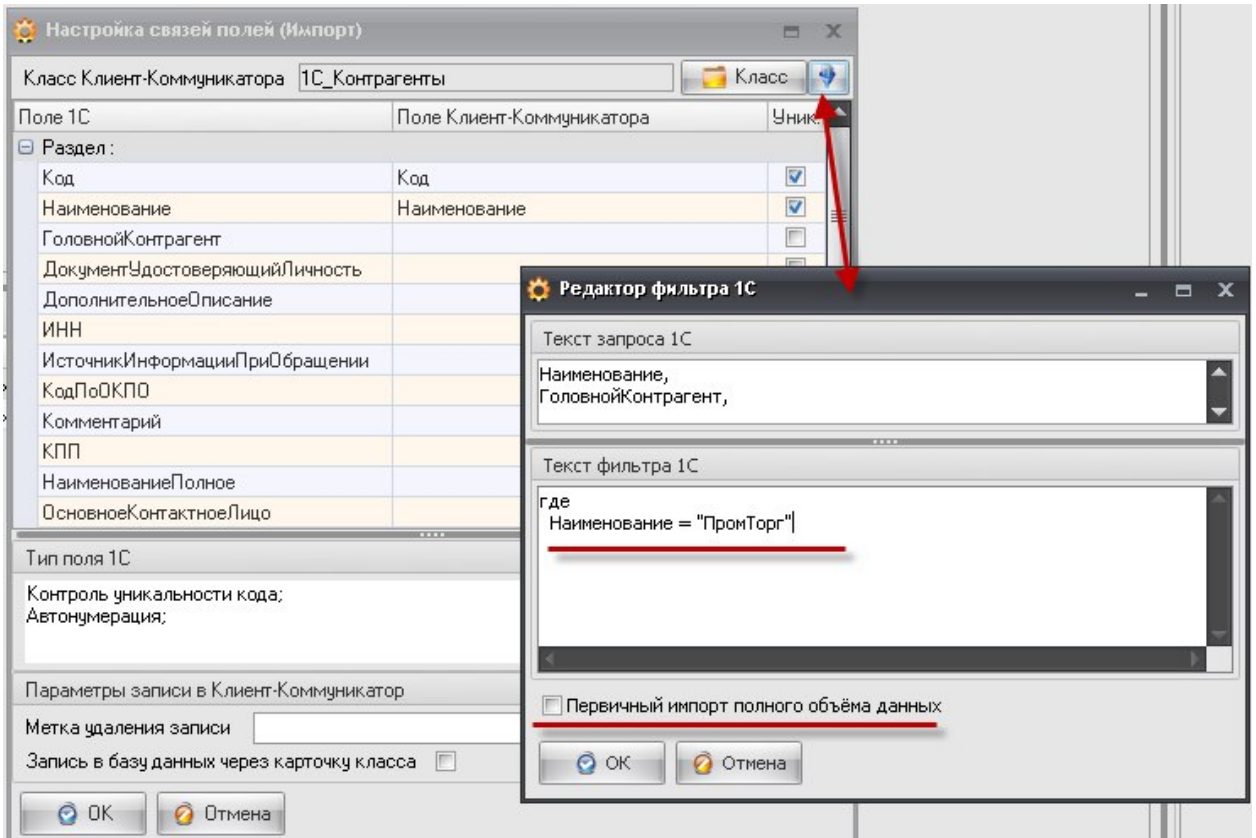 Настройка связей полей (Импорт)
Класс Клиент-Коммуникатора 1С_Контрагенты Класс
Поле 1С Поле Клиент-Коммуникатора Уник.
Раздел :
Код Код
Наименование Наименование
ГоловнойКонтрагент
ДокументУдостоверяющийЛичность
ДополнительноеОписание
ИНН
ИсточникИнформацииПриОбращении
КодПоОКПО
Комментарий
КПП
НаименованиеПолное
ОсновноеКонтактноеЛицо
Тип поля 1С
Контроль уникальности кода;
Автонумерация;
Параметры записи в Клиент-Коммуникатор
Метка удаления записи
Запись в базу данных через карточку класса
ОК Отмена
Редактор фильтра 1С
Текст запроса 1С
Наименование,
ГоловнойКонтрагент,
Текст фильтра 1С
где
Наименование = "ПромТорг"
Первичный импорт полного объёма данных
ОК Отмена